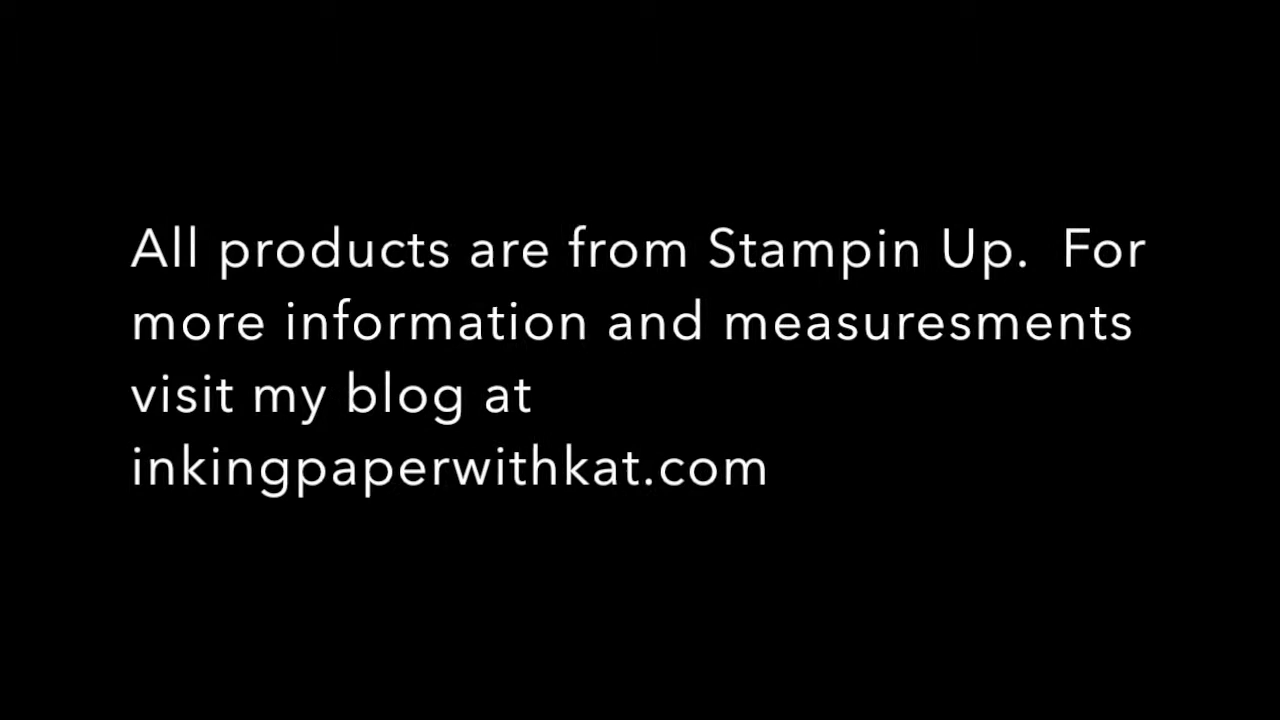 All products are from Stampin Up.  For
more information and measuresments
visit my blog at
inkingpaperwithkat.com